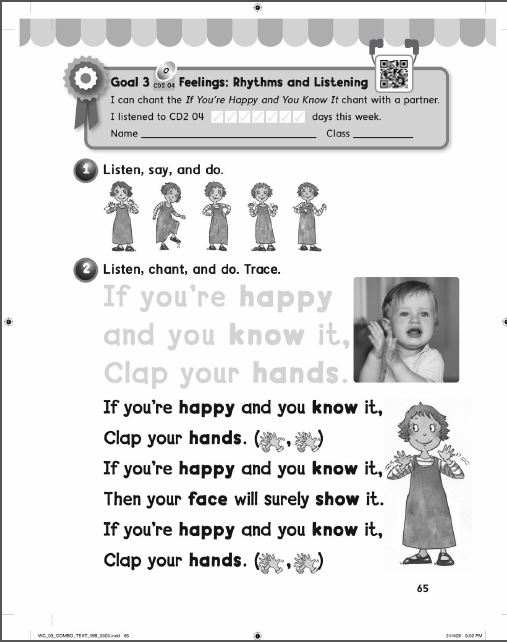 Goal 3 CD2 04 Feelings: Rhythms and Listening
I can chant the If You're Happy and You Know It chant with a partner.
I listened to CD2 04 days this week.
Name Class
1 Listen, say, and do.
2 Listen, chant, and do. Trace.
If you're happy
and you know it,
Clap your hands.
If you're happy and you know it,
Clap your hands. ( , )
If you're happy and you know it,
Then your face will surely show it.
If you're happy and you know it,
Clap your hands. ( , )
65
WC_03_COMBO_TEXT_WB_2020.indd 65